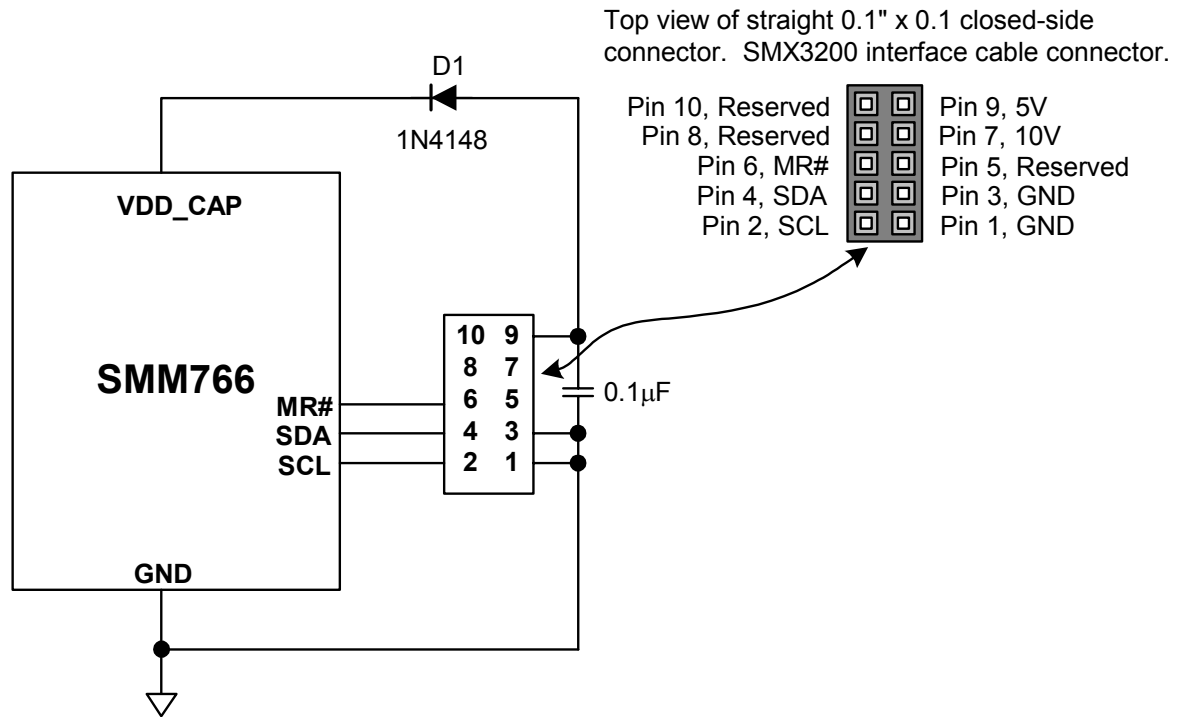 Top view of straight 0.1" x 0.1 closed-side
connector. SMX3200 interface cable connector.
D1
1N4148
Pin 10, Reserved
Pin 9, 5V
Pin 8, Reserved
Pin 7, 10V
Pin 6, MR#
Pin 5, Reserved
Pin 4, SDA
Pin 3, GND
Pin 2, SCL
Pin 1, GND
VDD_CAP
SMM766
MR#
SDA
SCL
GND
10 9
8 7
6 5
4 3
2 1
0.1μF